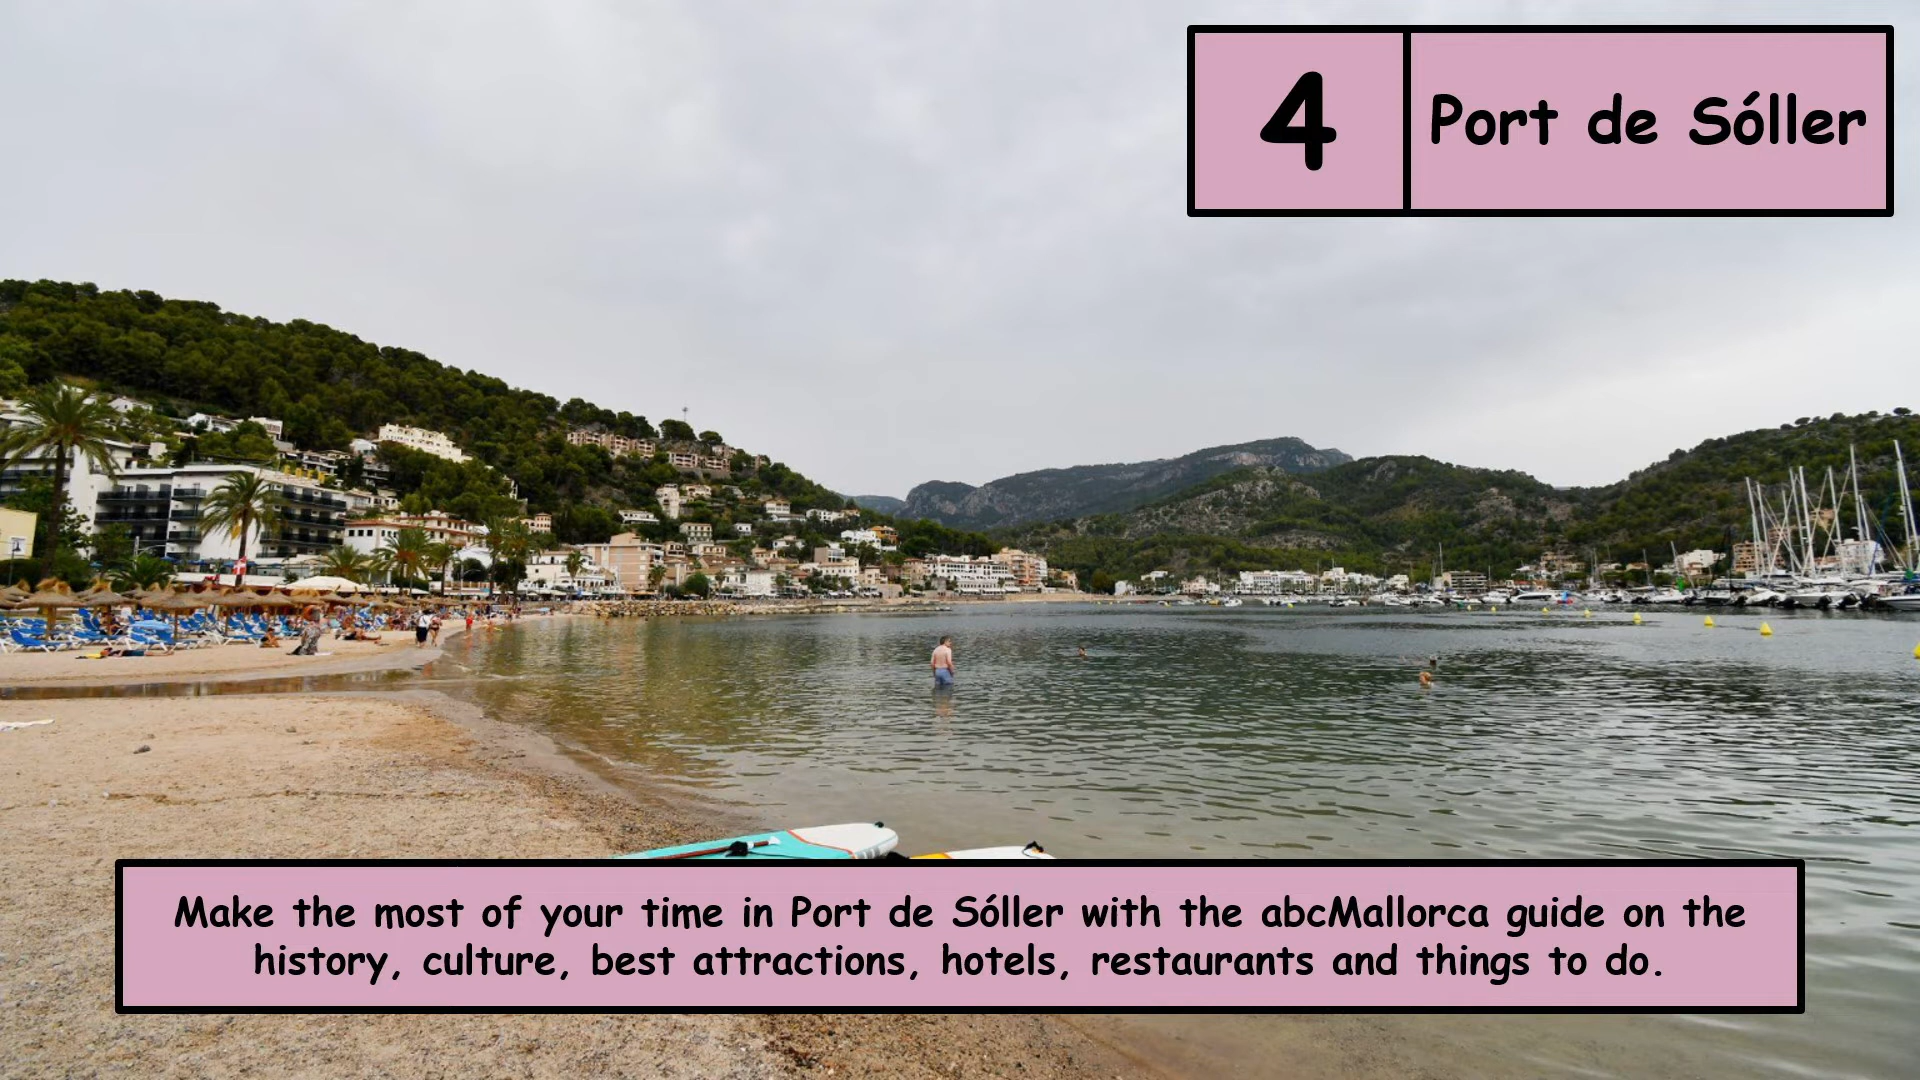 4
Port de Sóller
Make the most of your time in Port de Sóller with the abcMallorca guide on the
history, culture, best attractions, hotels, restaurants and things to do.